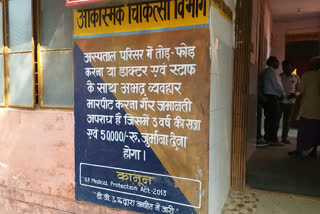 आकस्मिक चिकित्सा विभाग
अस्पताल परिसर में तोड़-फोड़
करना या डाक्टर एवं स्टाफ
के साथ अभद्र व्यवहार
मारपीट करना गैर जमानती
अपराध है जिसमें 3 वर्ष की सजा
एवं 50000/-रु. जुर्माना देना
होगा।
कानून
U.P Medical Protection Act-2013
द्वारा जनहित में जारी